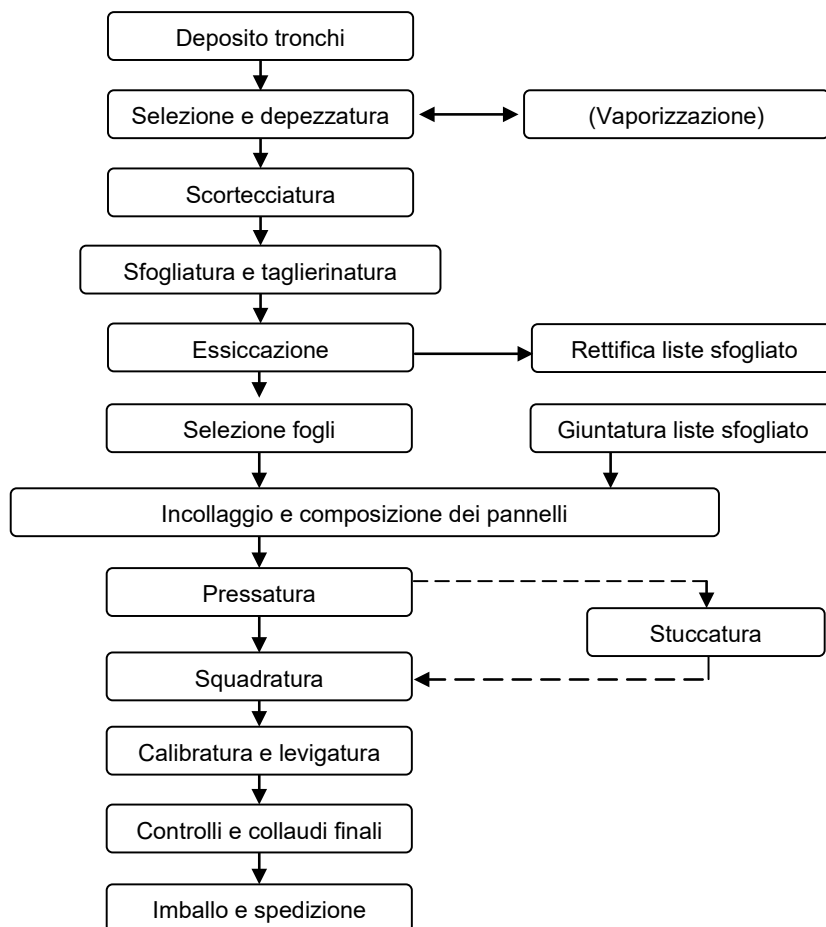 Deposito tronchi
Selezione e depezzatura
(Vaporizzazione)
Scortecciatura
Sfogliatura e taglierinatura
Essiccazione
Rettifica liste sfogliato
Selezione fogli
Giuntatura liste sfogliato
Incollaggio e composizione dei pannelli
Pressatura
Stuccatura
Squadratura
Calibratura e levigatura
Controlli e collaudi finali
Imballo e spedizione